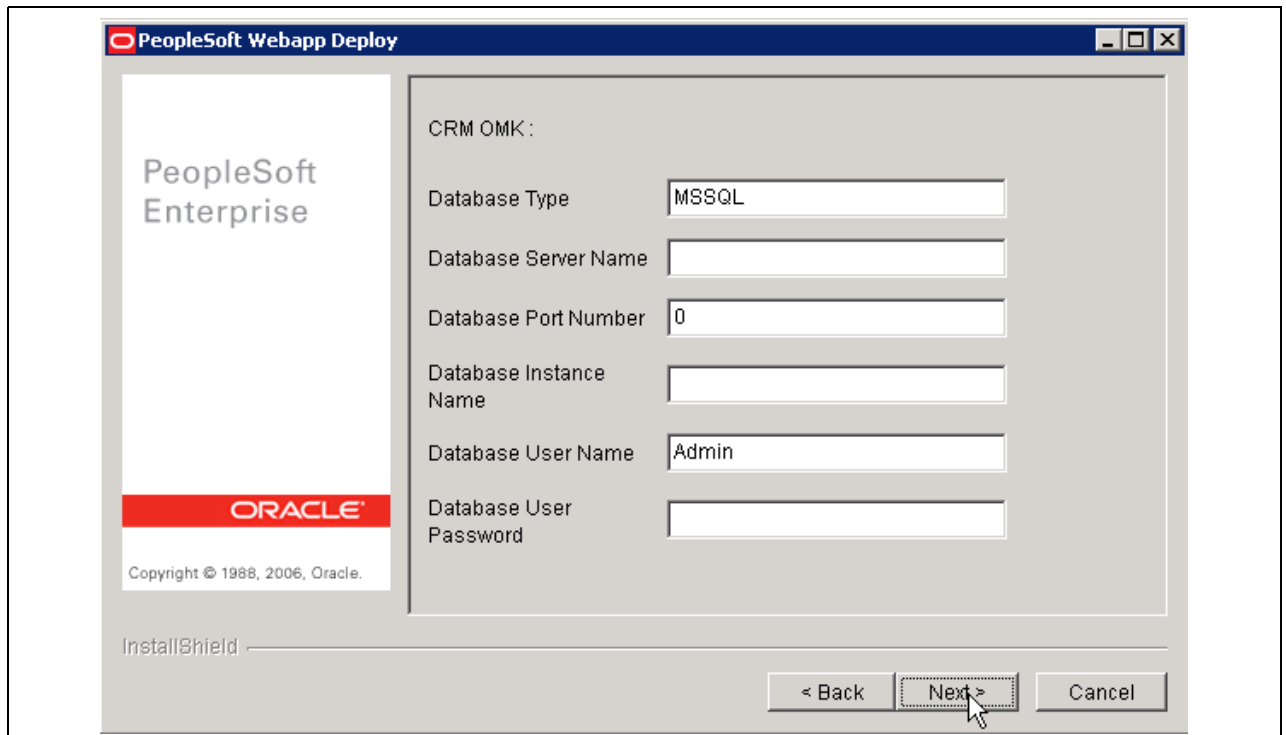 PeopleSoft Webapp Deploy
PeopleSoft
Enterprise
ORACLE
Copyright © 1988, 2006, Oracle.
CRM OMK :
Database Type
MSSQL
Database Server Name
Database Port Number
0
Database Instance
Name
Database User Name
Admin
Database User
Password
InstallShield
< Back
Next >
Cancel